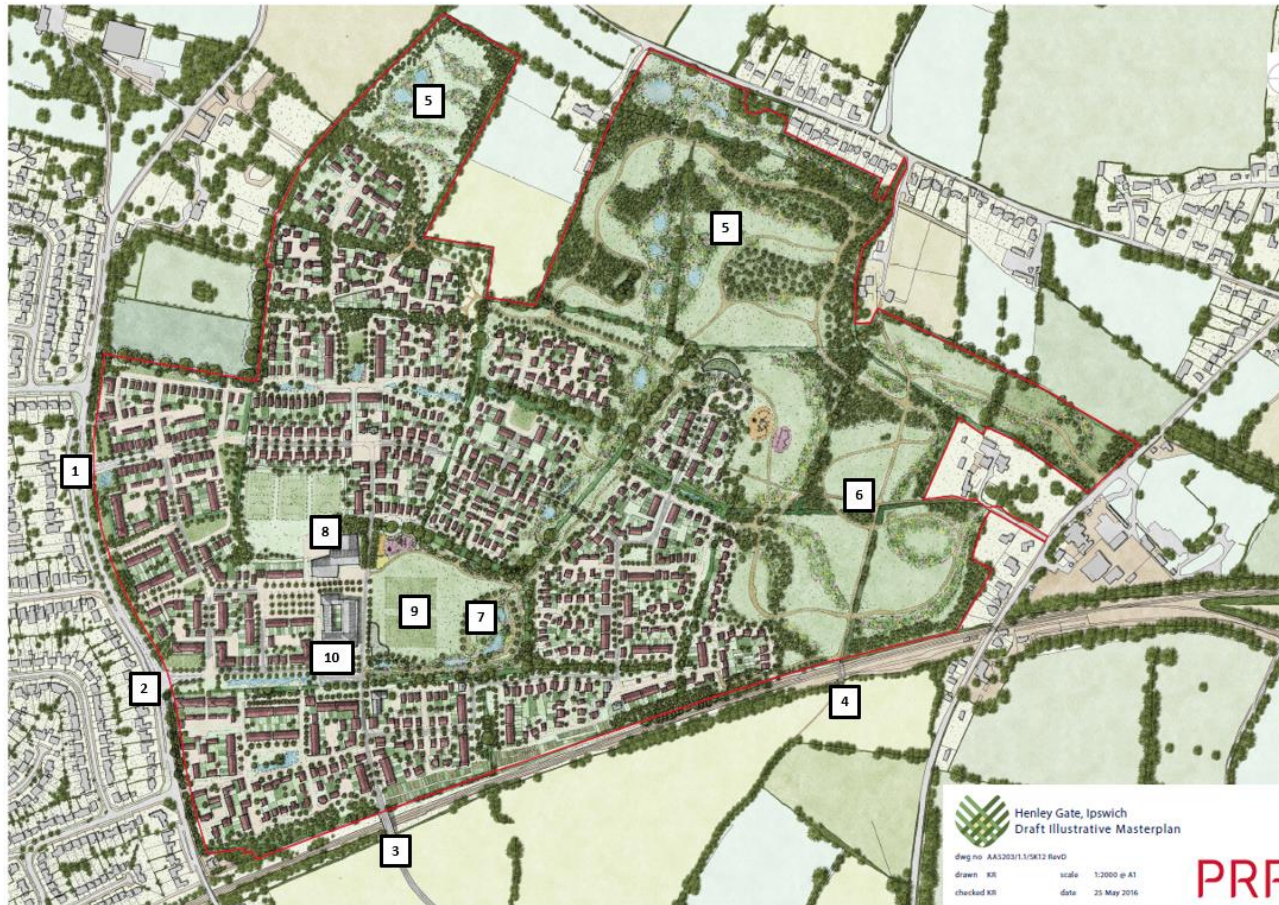 5
5
1
6
8
9
7
10
2
4
3
Henley Gate, Ipswich
Draft Illustrative Masterplan
dwg no AA5203/1.1/SK12 RevD
drawn KR scale 1:2000 @ A1
checked KR date 25 May 2016
PRP